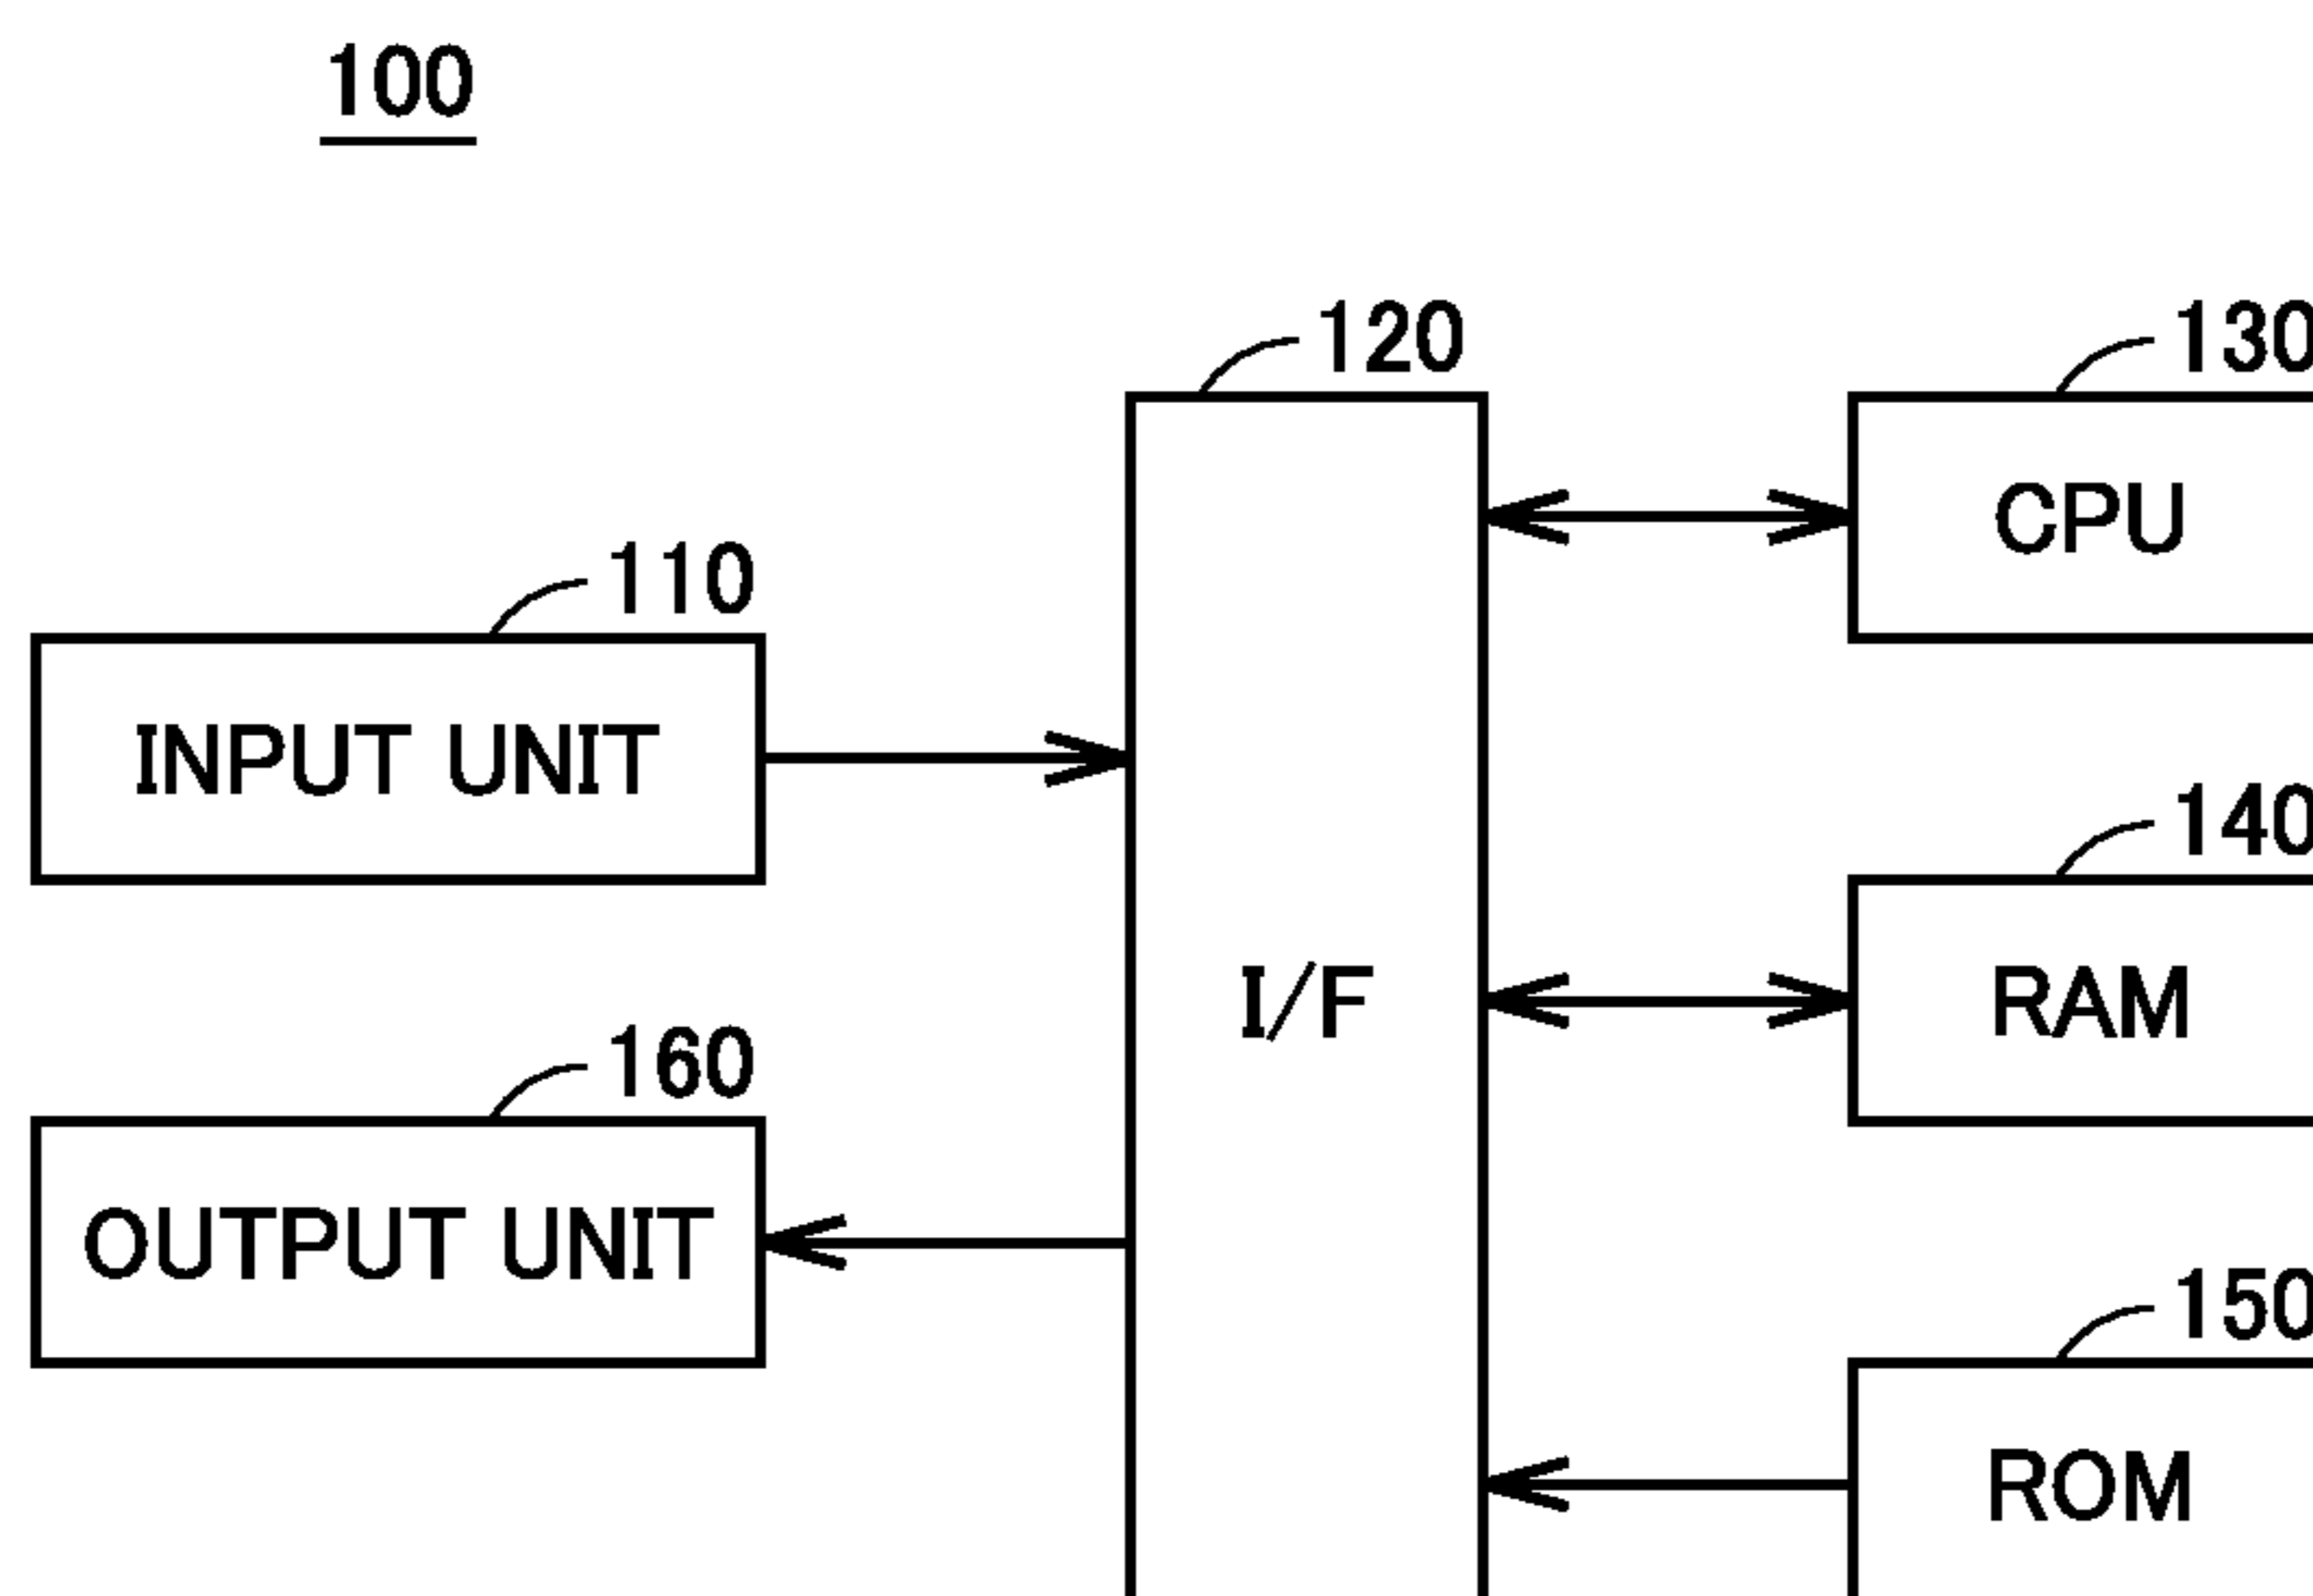 100
120
130
CPU
110
INPUT UNIT
140
I/F
RAM
160
OUTPUT UNIT
150
ROM